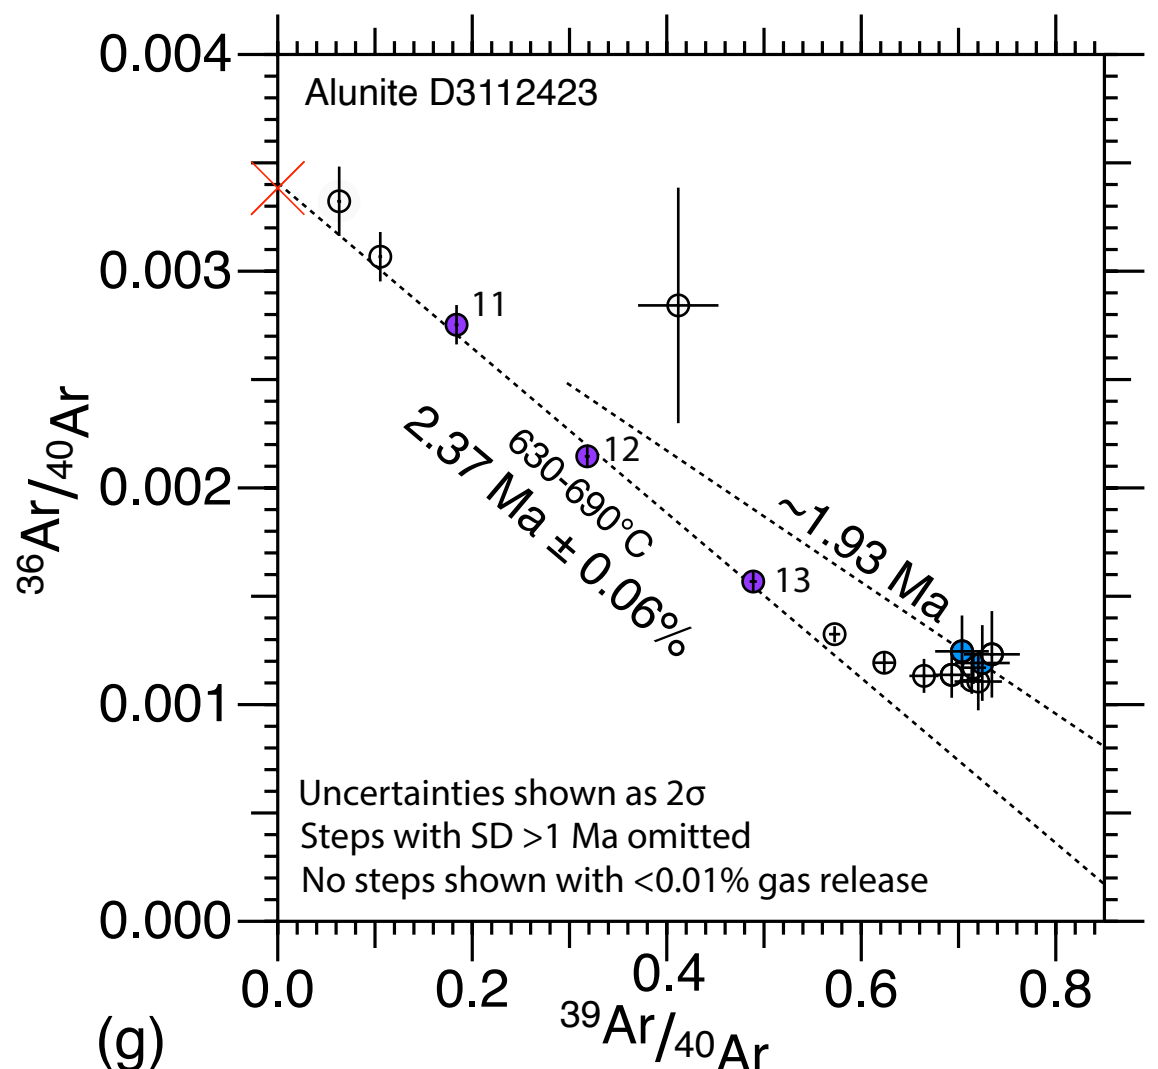 0.004
Alunite D3112423
0.003
11
12
630-690°C
2.37 Ma ± 0.06%
0.002
~1.93 Ma
13
0.001
Uncertainties shown as 2σ
Steps with SD >1 Ma omitted
No steps shown with <0.01% gas release
0.000
³⁶Ar/⁴⁰Ar
0.0 0.2 0.4 0.6 0.8
³⁹Ar/⁴⁰Ar
(g)